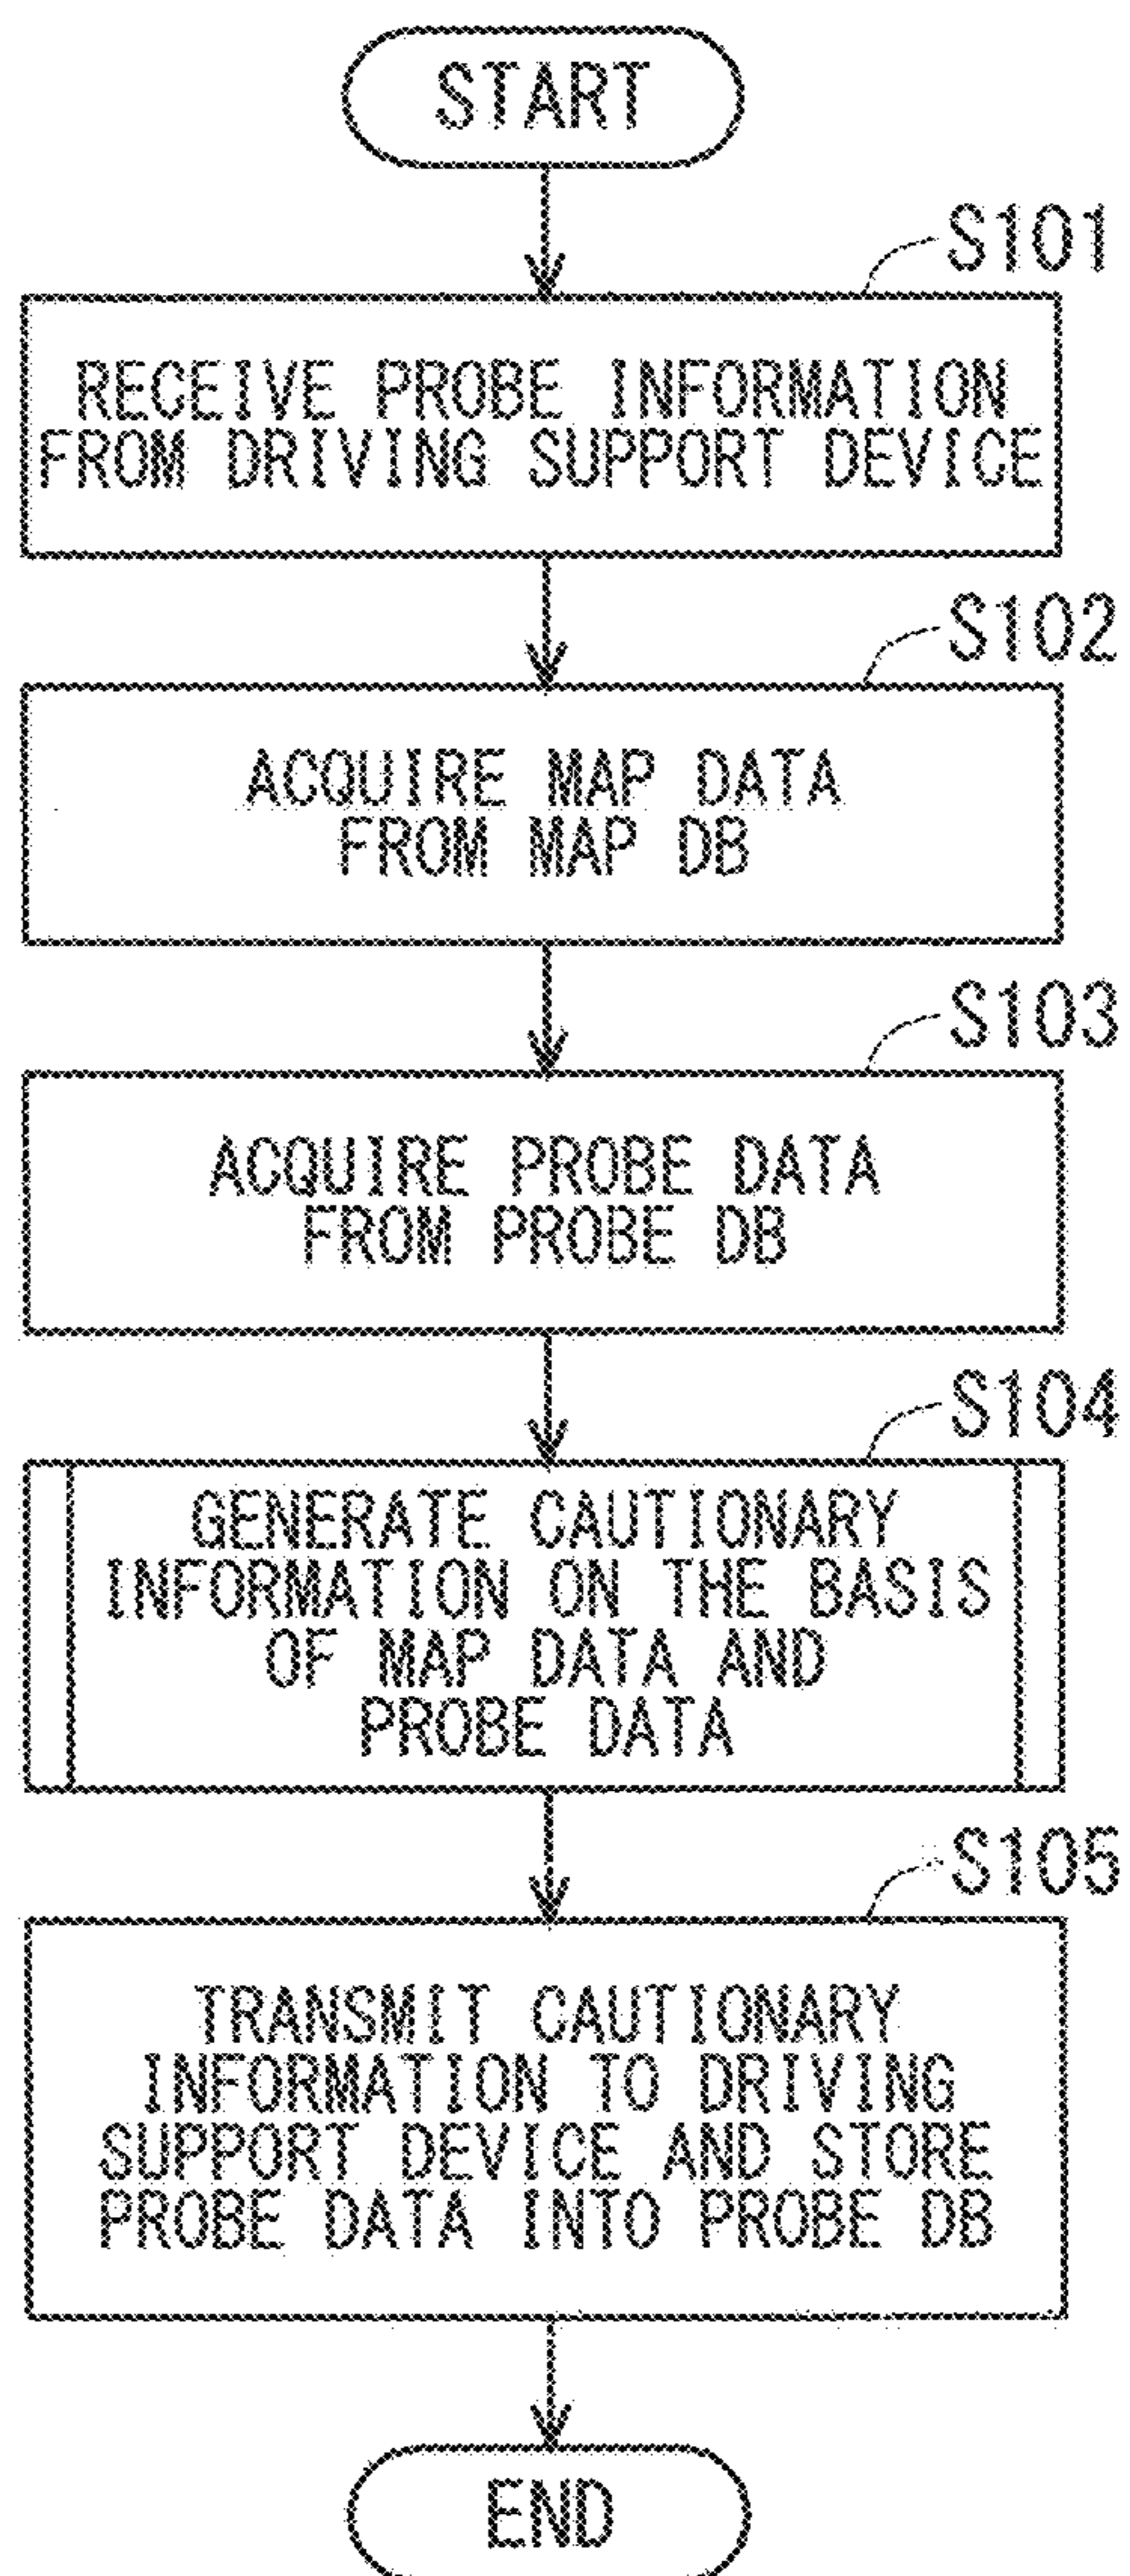 START
S101
RECEIVE PROBE INFORMATION
FROM DRIVING SUPPORT DEVICE
S102
ACQUIRE MAP DATA
FROM MAP DB
S103
ACQUIRE PROBE DATA
FROM PROBE DB
S104
GENERATE CAUTIONARY
INFORMATION ON THE BASIS
OF MAP DATA AND
PROBE DATA
S105
TRANSMIT CAUTIONARY
INFORMATION TO DRIVING
SUPPORT DEVICE AND STORE
PROBE DATA INTO PROBE DB
END